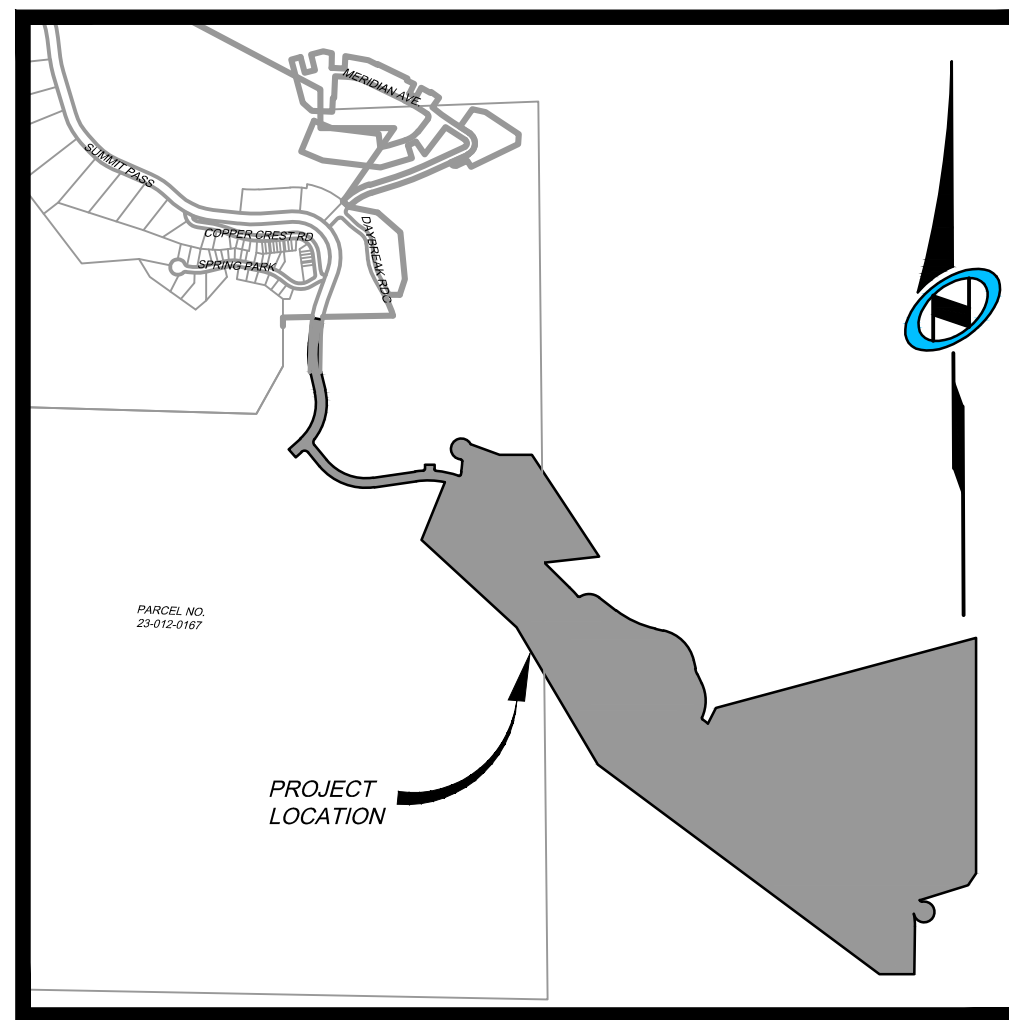 MERIDIAN AVE.
SUMMIT PASS
COPPER CREST RD
SPRING PARK
DAYBREAK RDG
PARCEL NO.
23-012-0167
PROJECT
LOCATION
N